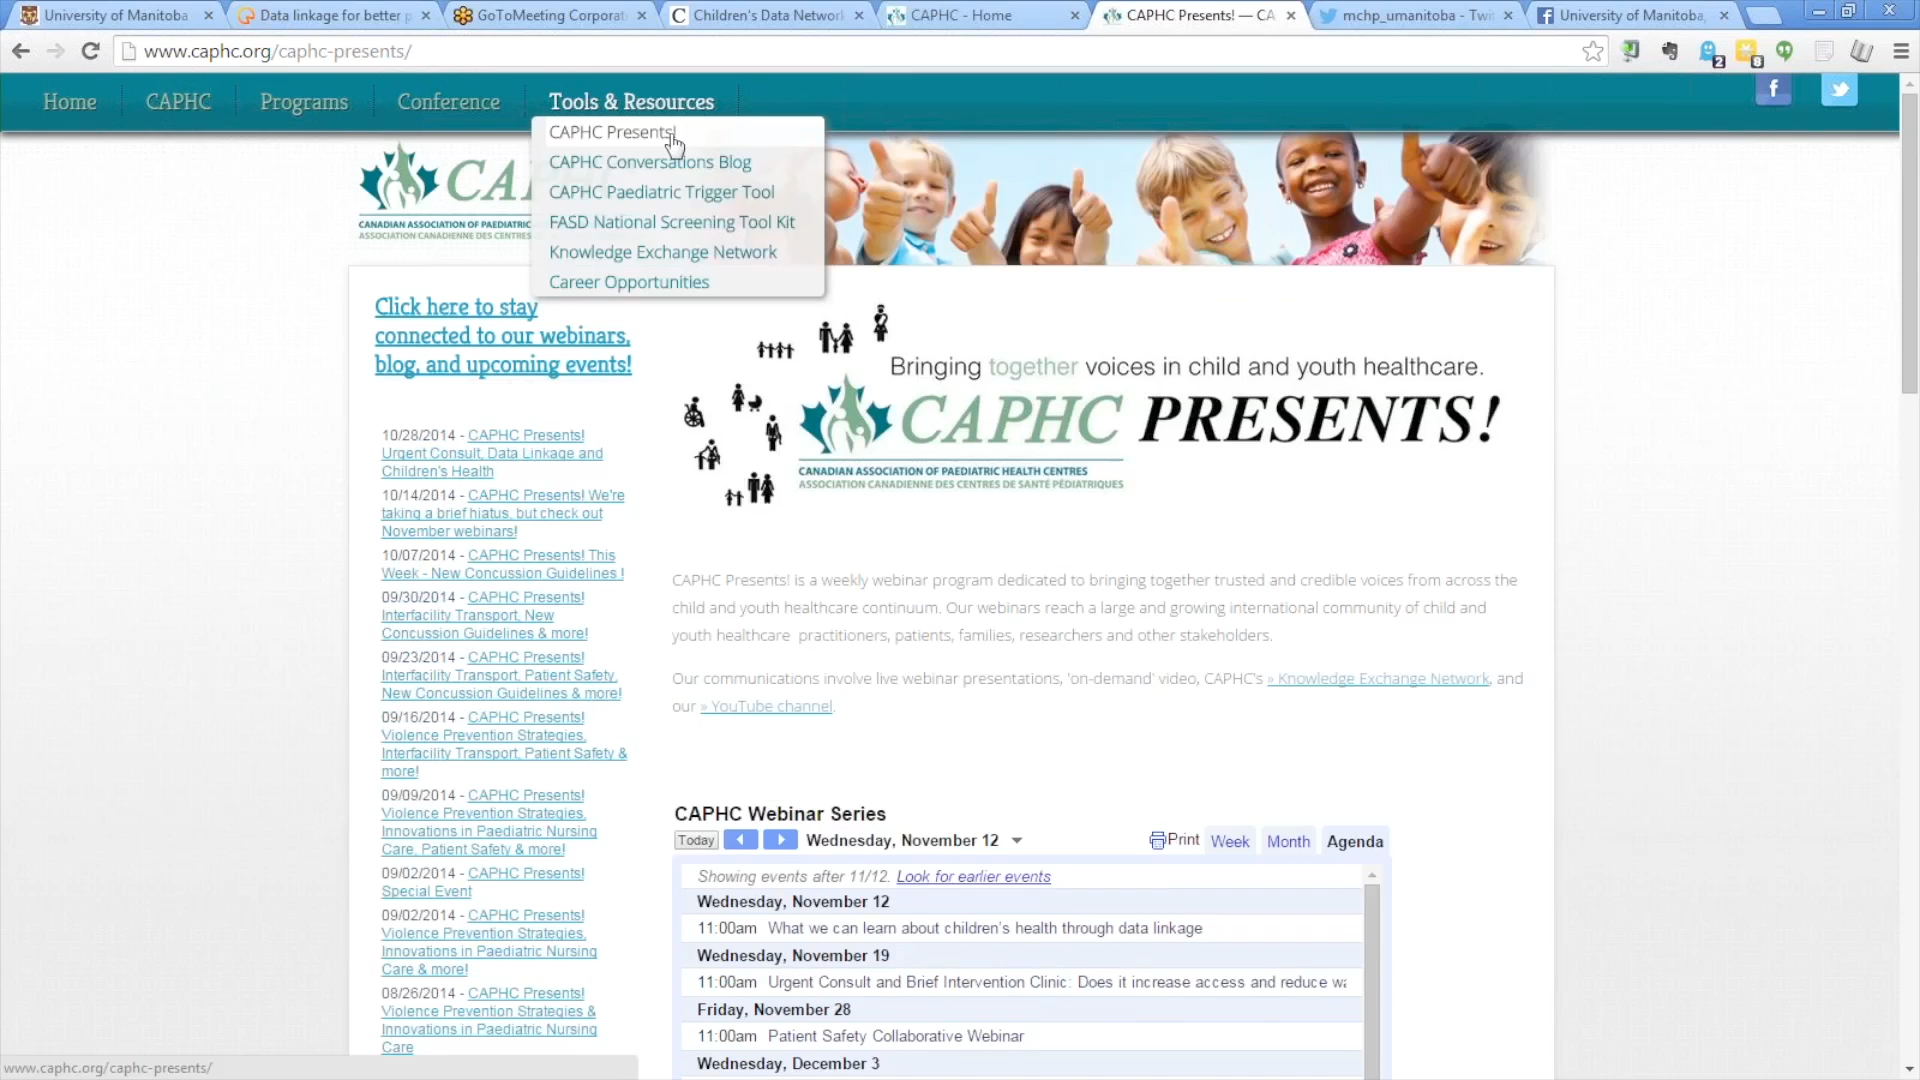 University of Manitoba
Data linkage for better p
GoToMeeting Corporat
Children's Data Network
CAPHC - Home
CAPHC Presents! — CA
mchp_umanitoba - Twi
University of Manitoba,
www.caphc.org/caphc-presents/
2
8
Home
CAPHC
Programs
Conference
Tools & Resources
CAPHC Presents!
CAPHC Conversations Blog
CAPHC Paediatric Trigger Tool
FASD National Screening Tool Kit
Knowledge Exchange Network
Career Opportunities
CANADIAN ASSOCIATION OF PAEDIATRIC
ASSOCIATION CANADIENNE DES CENTRES
Click here to stay
connected to our webinars,
blog, and upcoming events!
10/28/2014 - CAPHC Presents!
Urgent Consult, Data Linkage and
Children's Health
10/14/2014 - CAPHC Presents! We're
taking a brief hiatus, but check out
November webinars!
10/07/2014 - CAPHC Presents! This
Week - New Concussion Guidelines !
09/30/2014 - CAPHC Presents!
Interfacility Transport, New
Concussion Guidelines & more!
09/23/2014 - CAPHC Presents!
Interfacility Transport, Patient Safety,
New Concussion Guidelines & more!
09/16/2014 - CAPHC Presents!
Violence Prevention Strategies,
Interfacility Transport, Patient Safety &
more!
09/09/2014 - CAPHC Presents!
Violence Prevention Strategies,
Innovations in Paediatric Nursing
Care, Patient Safety & more!
09/02/2014 - CAPHC Presents!
Special Event
09/02/2014 - CAPHC Presents!
Violence Prevention Strategies,
Innovations in Paediatric Nursing
Care & more!
08/26/2014 - CAPHC Presents!
Violence Prevention Strategies &
Innovations in Paediatric Nursing
Care
Bringing together voices in child and youth healthcare.
CAPHC PRESENTS!
CANADIAN ASSOCIATION OF PAEDIATRIC HEALTH CENTRES
ASSOCIATION CANADIENNE DES CENTRES DE SANTÉ PÉDIATRIQUES
CAPHC Presents! is a weekly webinar program dedicated to bringing together trusted and credible voices from across the
child and youth healthcare continuum. Our webinars reach a large and growing international community of child and
youth healthcare practitioners, patients, families, researchers and other stakeholders.
Our communications involve live webinar presentations, 'on-demand' video, CAPHC's » Knowledge Exchange Network, and
our » YouTube channel.
CAPHC Webinar Series
Today
Wednesday, November 12
Print
Week
Month
Agenda
Showing events after 11/12. Look for earlier events
Wednesday, November 12
11:00am What we can learn about children's health through data linkage
Wednesday, November 19
11:00am Urgent Consult and Brief Intervention Clinic: Does it increase access and reduce wa
Friday, November 28
11:00am Patient Safety Collaborative Webinar
Wednesday, December 3
www.caphc.org/caphc-presents/